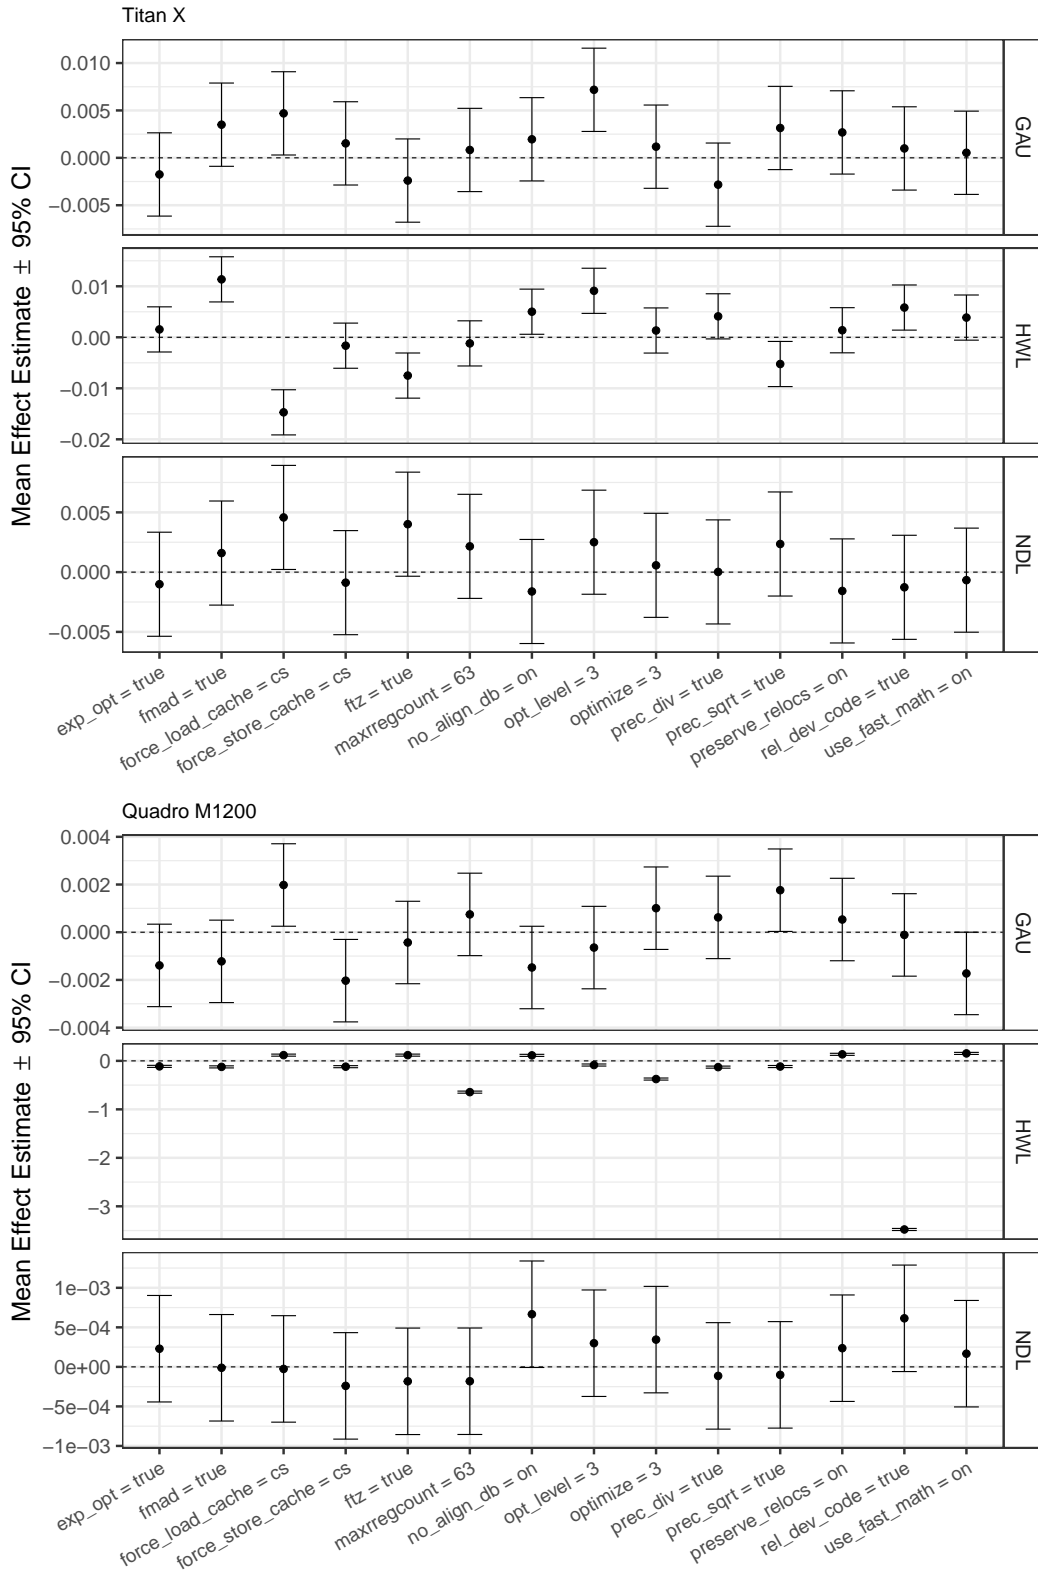 Titan X
Mean Effect Estimate ± 95% CI
0.010
0.005
0.000
−0.005
GAU
0.01
0.00
−0.01
−0.02
HWL
0.005
0.000
−0.005
NDL
exp_opt = true
fmad = true
force_load_cache = cs
force_store_cache = cs
ftz = true
maxrregcount = 63
no_align_db = on
opt_level = 3
optimize = 3
prec_div = true
prec_sqrt = true
preserve_relocs = on
rel_dev_code = true
use_fast_math = on
Quadro M1200
Mean Effect Estimate ± 95% CI
0.004
0.002
0.000
−0.002
−0.004
GAU
0
−1
−2
−3
HWL
1e−03
5e−04
0e+00
−5e−04
−1e−03
NDL
exp_opt = true
fmad = true
force_load_cache = cs
force_store_cache = cs
ftz = true
maxrregcount = 63
no_align_db = on
opt_level = 3
optimize = 3
prec_div = true
prec_sqrt = true
preserve_relocs = on
rel_dev_code = true
use_fast_math = on